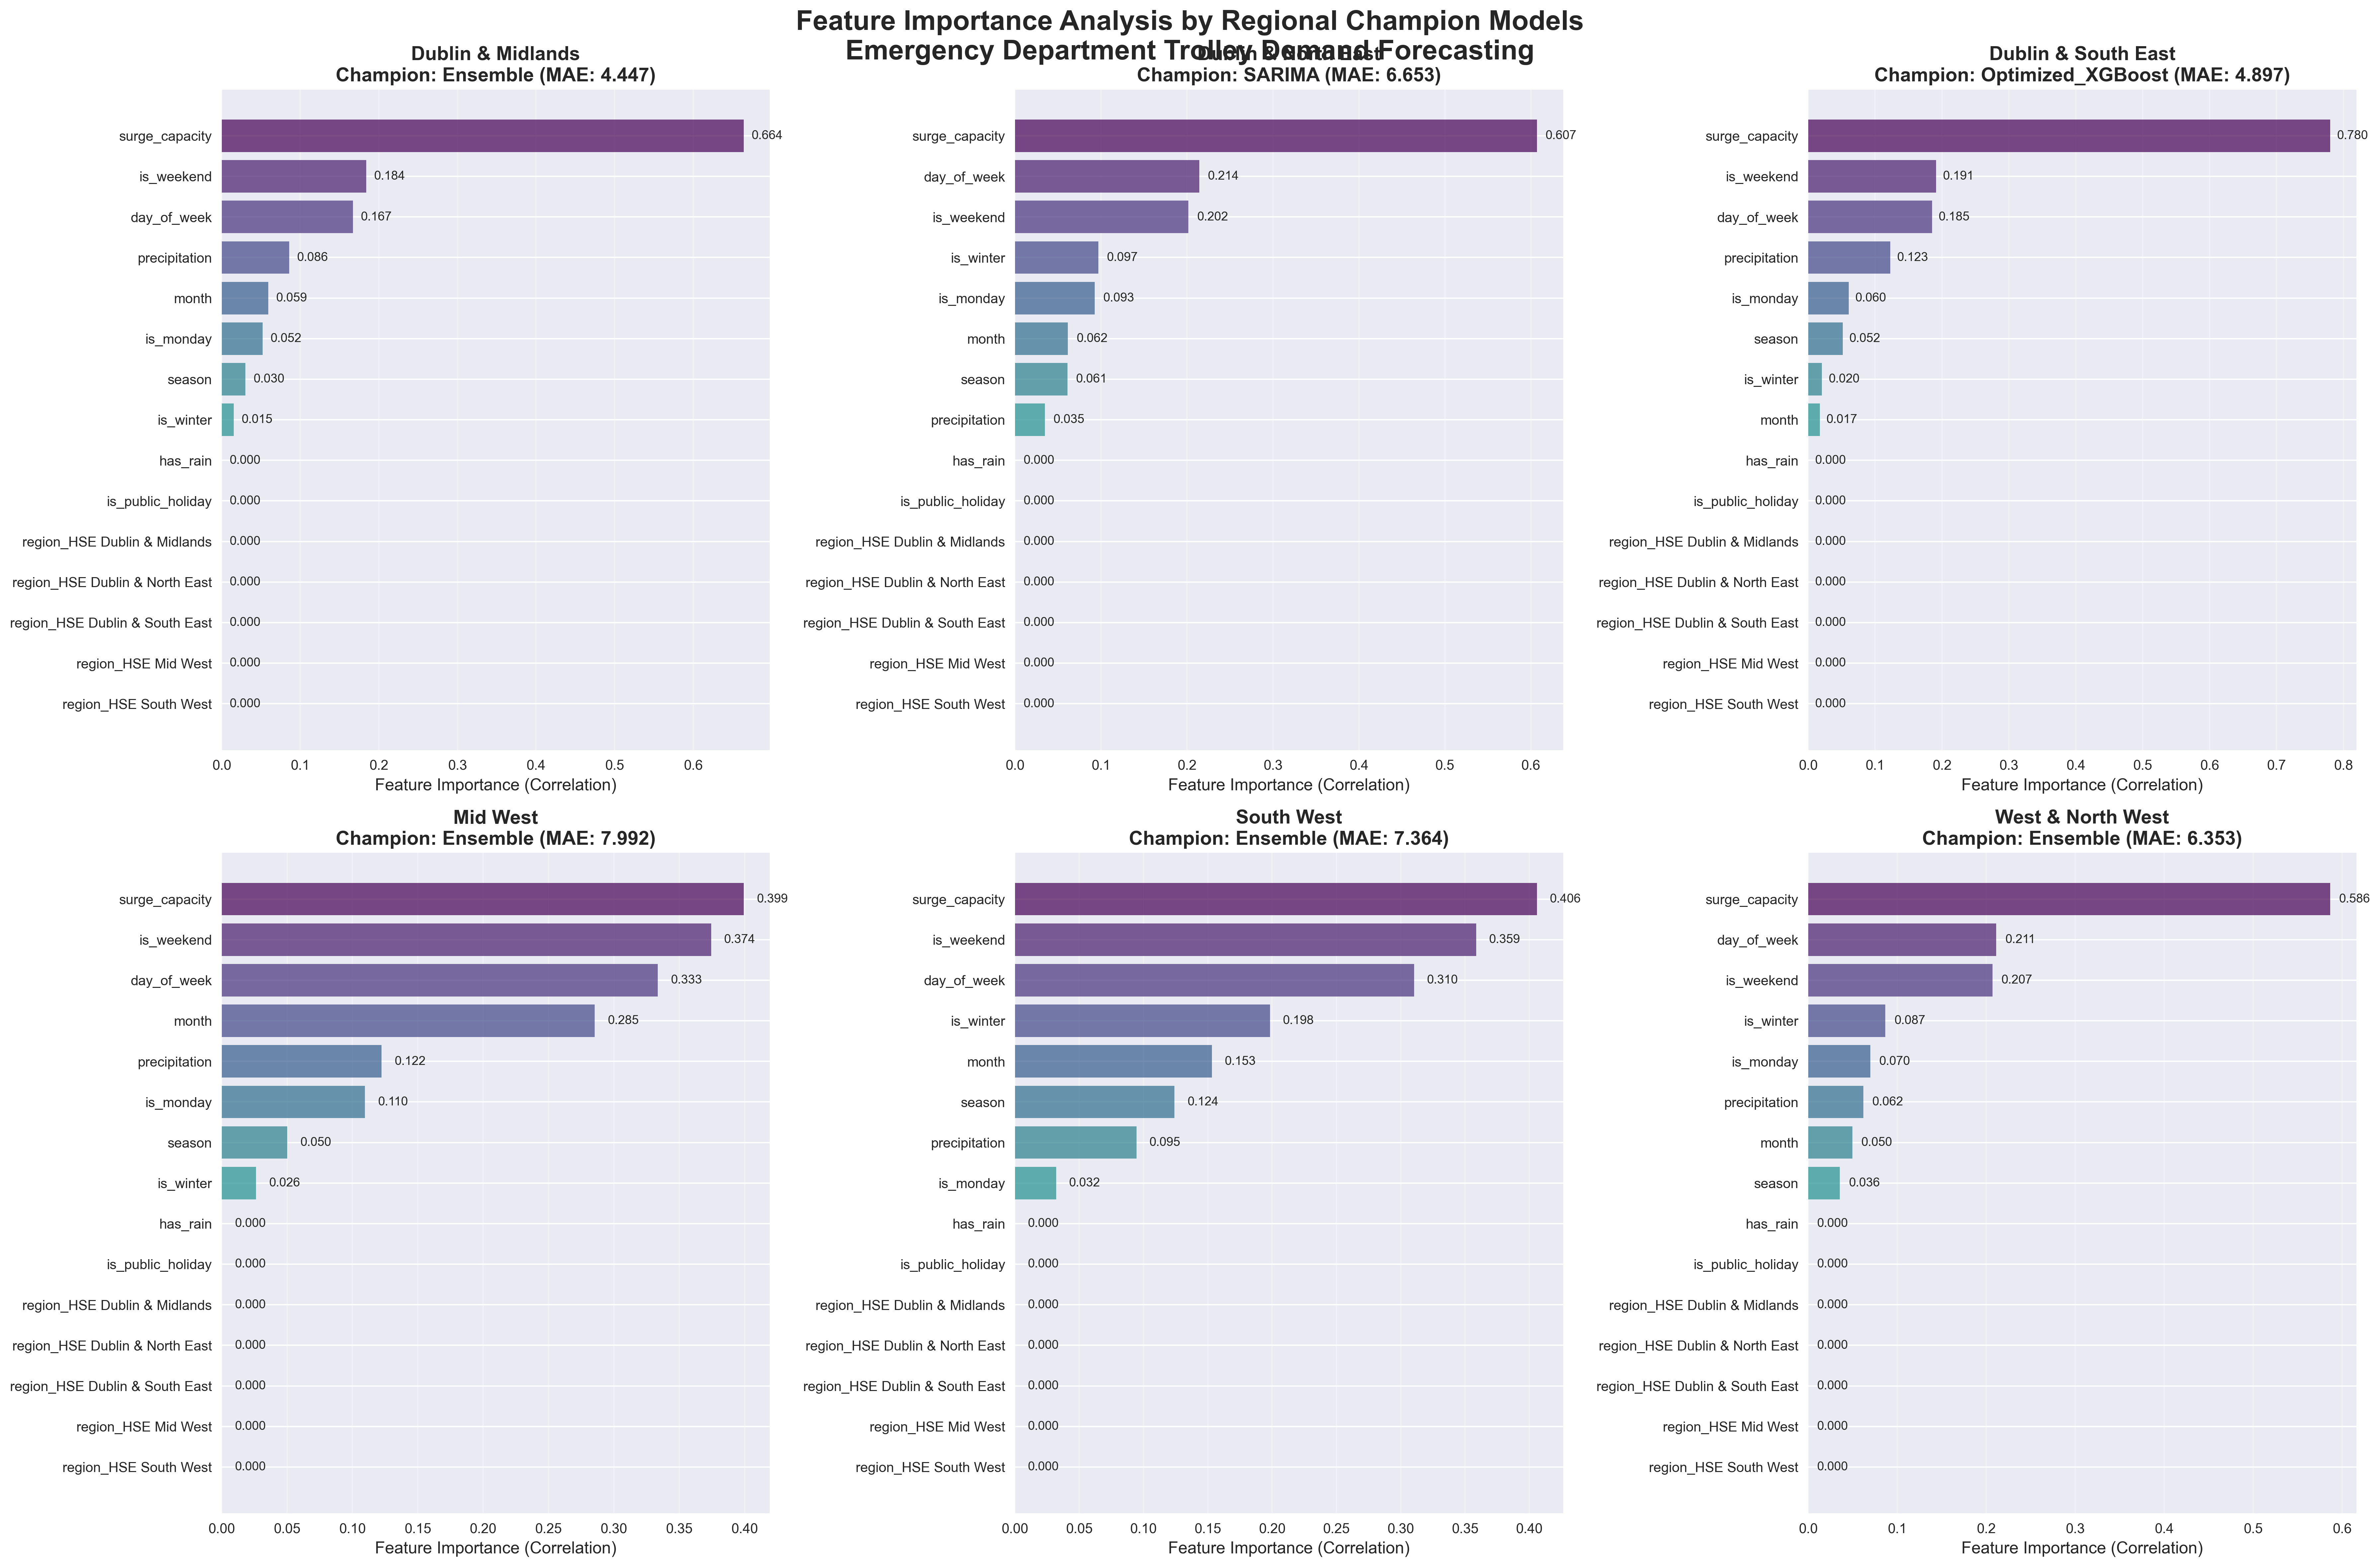 Feature Importance Analysis by Regional Champion Models
Emergency Department Trolley Demand Forecasting
Dublin & Midlands
Champion: Ensemble (MAE: 4.447)
surge_capacity 0.664
is_weekend 0.184
day_of_week 0.167
precipitation 0.086
month 0.059
is_monday 0.052
season 0.030
is_winter 0.015
has_rain 0.000
is_public_holiday 0.000
region_HSE Dublin & Midlands 0.000
region_HSE Dublin & North East 0.000
region_HSE Dublin & South East 0.000
region_HSE Mid West 0.000
region_HSE South West 0.000
0.0 0.1 0.2 0.3 0.4 0.5 0.6
Feature Importance (Correlation)
Dublin & North East
Champion: SARIMA (MAE: 6.653)
surge_capacity 0.607
day_of_week 0.214
is_weekend 0.202
is_winter 0.097
is_monday 0.093
month 0.062
season 0.061
precipitation 0.035
has_rain 0.000
is_public_holiday 0.000
region_HSE Dublin & Midlands 0.000
region_HSE Dublin & North East 0.000
region_HSE Dublin & South East 0.000
region_HSE Mid West 0.000
region_HSE South West 0.000
0.0 0.1 0.2 0.3 0.4 0.5 0.6
Feature Importance (Correlation)
Dublin & South East
Champion: Optimized_XGBoost (MAE: 4.897)
surge_capacity 0.780
is_weekend 0.191
day_of_week 0.185
precipitation 0.123
is_monday 0.060
season 0.052
is_winter 0.020
month 0.017
has_rain 0.000
is_public_holiday 0.000
region_HSE Dublin & Midlands 0.000
region_HSE Dublin & North East 0.000
region_HSE Dublin & South East 0.000
region_HSE Mid West 0.000
region_HSE South West 0.000
0.0 0.1 0.2 0.3 0.4 0.5 0.6 0.7 0.8
Feature Importance (Correlation)
Mid West
Champion: Ensemble (MAE: 7.992)
surge_capacity 0.399
is_weekend 0.374
day_of_week 0.333
month 0.285
precipitation 0.122
is_monday 0.110
season 0.050
is_winter 0.026
has_rain 0.000
is_public_holiday 0.000
region_HSE Dublin & Midlands 0.000
region_HSE Dublin & North East 0.000
region_HSE Dublin & South East 0.000
region_HSE Mid West 0.000
region_HSE South West 0.000
0.00 0.05 0.10 0.15 0.20 0.25 0.30 0.35 0.40
Feature Importance (Correlation)
South West
Champion: Ensemble (MAE: 7.364)
surge_capacity 0.406
is_weekend 0.359
day_of_week 0.310
is_winter 0.198
month 0.153
season 0.124
precipitation 0.095
is_monday 0.032
has_rain 0.000
is_public_holiday 0.000
region_HSE Dublin & Midlands 0.000
region_HSE Dublin & North East 0.000
region_HSE Dublin & South East 0.000
region_HSE Mid West 0.000
region_HSE South West 0.000
0.00 0.05 0.10 0.15 0.20 0.25 0.30 0.35 0.40
Feature Importance (Correlation)
West & North West
Champion: Ensemble (MAE: 6.353)
surge_capacity 0.586
day_of_week 0.211
is_weekend 0.207
is_winter 0.087
is_monday 0.070
precipitation 0.062
month 0.050
season 0.036
has_rain 0.000
is_public_holiday 0.000
region_HSE Dublin & Midlands 0.000
region_HSE Dublin & North East 0.000
region_HSE Dublin & South East 0.000
region_HSE Mid West 0.000
region_HSE South West 0.000
0.0 0.1 0.2 0.3 0.4 0.5 0.6
Feature Importance (Correlation)